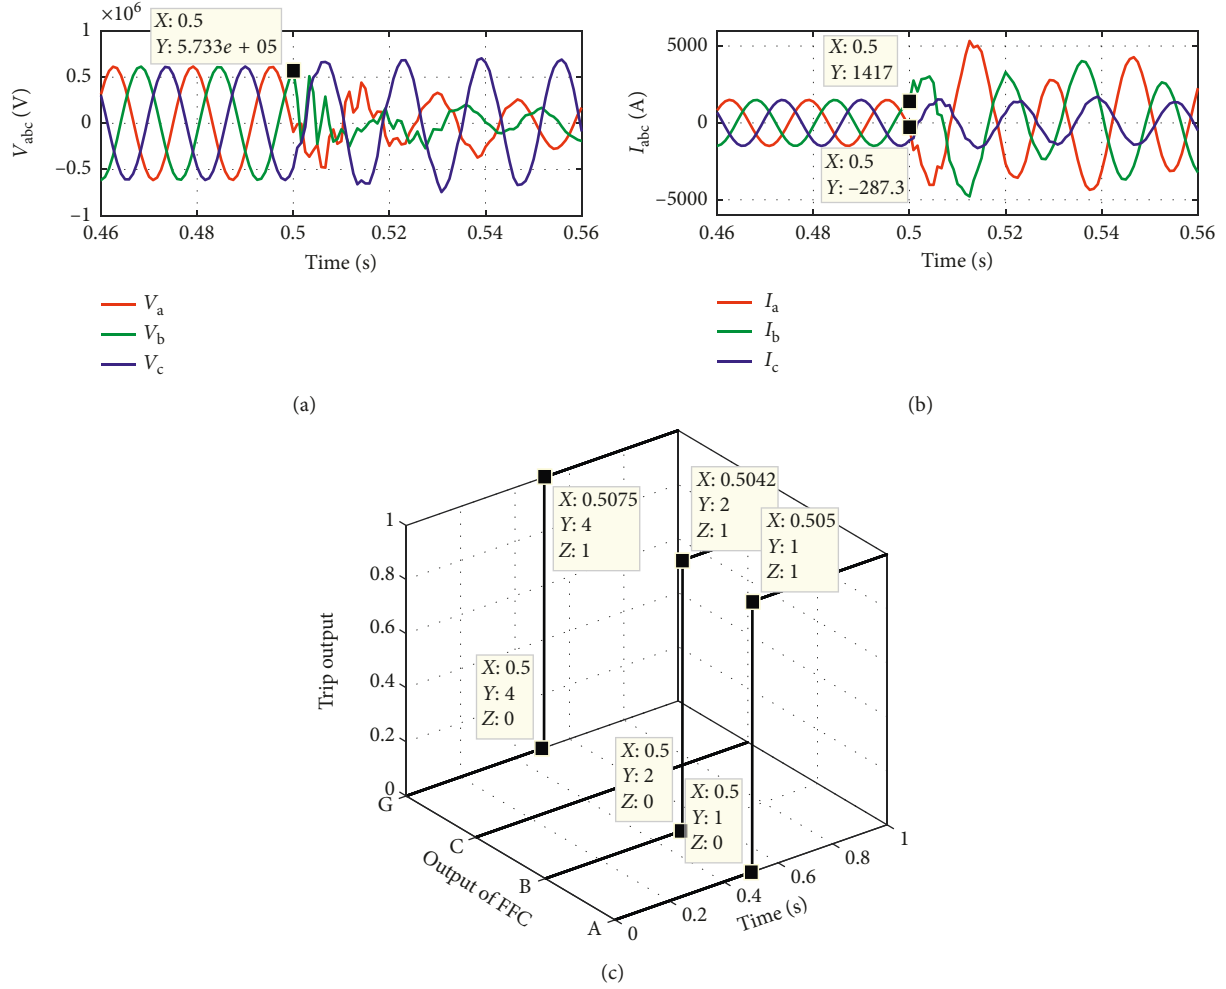 ×10⁶
X: 0.5
Y: 5.733e + 05
1
0.5
0
−0.5
−1
V_abc (V)
0.46
0.48
0.5
0.52
0.54
0.56
Time (s)
V_a
V_b
V_c
(a)
X: 0.5
Y: 1417
X: 0.5
Y: −287.3
5000
0
−5000
I_abc (A)
0.46
0.48
0.5
0.52
0.54
0.56
Time (s)
I_a
I_b
I_c
(b)
X: 0.5075
Y: 4
Z: 1
X: 0.5042
Y: 2
Z: 1
X: 0.505
Y: 1
Z: 1
X: 0.5
Y: 4
Z: 0
X: 0.5
Y: 2
Z: 0
X: 0.5
Y: 1
Z: 0
1
0.8
0.6
0.4
0.2
0
Trip output
G
C
B
A
Output of FFC
0
0.2
0.4
0.6
0.8
1
Time (s)
(c)